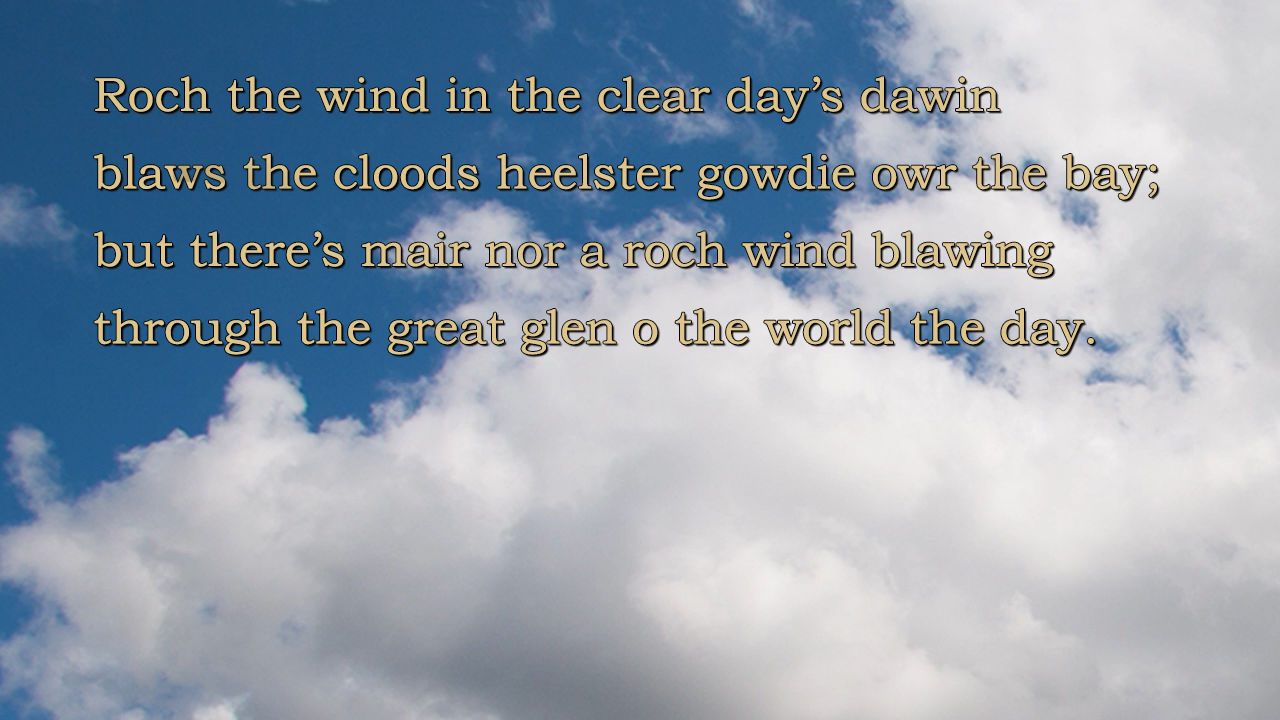 Roch the wind in the clear day’s dawin
blaws the cloods heelster gowdie owr the bay;
but there’s mair nor a roch wind blawing
through the great glen o the world the day.